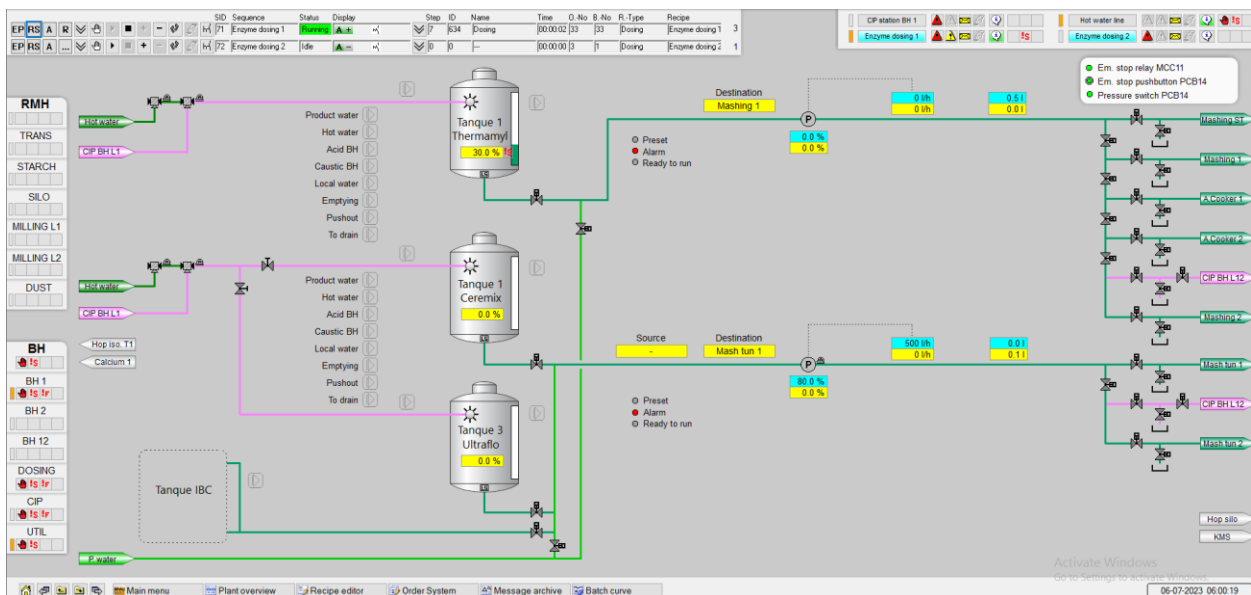 SID Sequence Status Display Step ID Name Time O.-No B.-No. R.-Type Recipe
EP RS A R 71 Enzyme dosing 1 Running A + 7 634 Dosing 00:00:02 33 33 Dosing Enzyme dosing 1 3
EP RS A ... 72 Enzyme dosing 2 Idle A - 0 0 -- 00:00:00 3 1 Dosing Enzyme dosing 2 1
CIP station BH 1 Hot water line
Enzyme dosing 1 !S Enzyme dosing 2
Em. stop relay MCC11
Em. stop pushbutton PCB14
Pressure switch PCB14
RMH
TRANS
STARCH
SILO
MILLING L1
MILLING L2
DUST
BH
!S
BH 1
!S !F
BH 2
BH 12
DOSING
!S !F
CIP
!S !F
UTIL
!S
Hot water
CIP BH L1
Tanque 1
Thermamyl
30.0 % !S
LS
Product water
Hot water
Acid BH
Caustic BH
Local water
Emptying
Pushout
To drain
Destination
Mashing 1
Preset
Alarm
Ready to run
P
0.0 %
0.0 %
0 l/h
0 l/h
0.5 l
0.0 l
Mashing ST
Mashing 1
A.Cooker 1
A.Cooker 2
CIP BH L12
Mashing 2
Hot water
CIP BH L1
Hop iso. T1
Calcium 1
Tanque 1
Ceremix
0.0 %
LS
Product water
Hot water
Acid BH
Caustic BH
Local water
Emptying
Pushout
To drain
Source
-
Destination
Mash tun 1
Preset
Alarm
Ready to run
P
80.0 %
0.0 %
500 l/h
0 l/h
0.0 l
0.1 l
Mash tun 1
CIP BH L12
Mash tun 2
Tanque 3
Ultraflo
0.0 %
LS
Tanque IBC
P. water
Hop silo
KMS
Activate Windows
Go to Settings to activate Windows.
Main menu Plant overview Recipe editor Order System Message archive Batch curve 06-07-2023 06:00:19